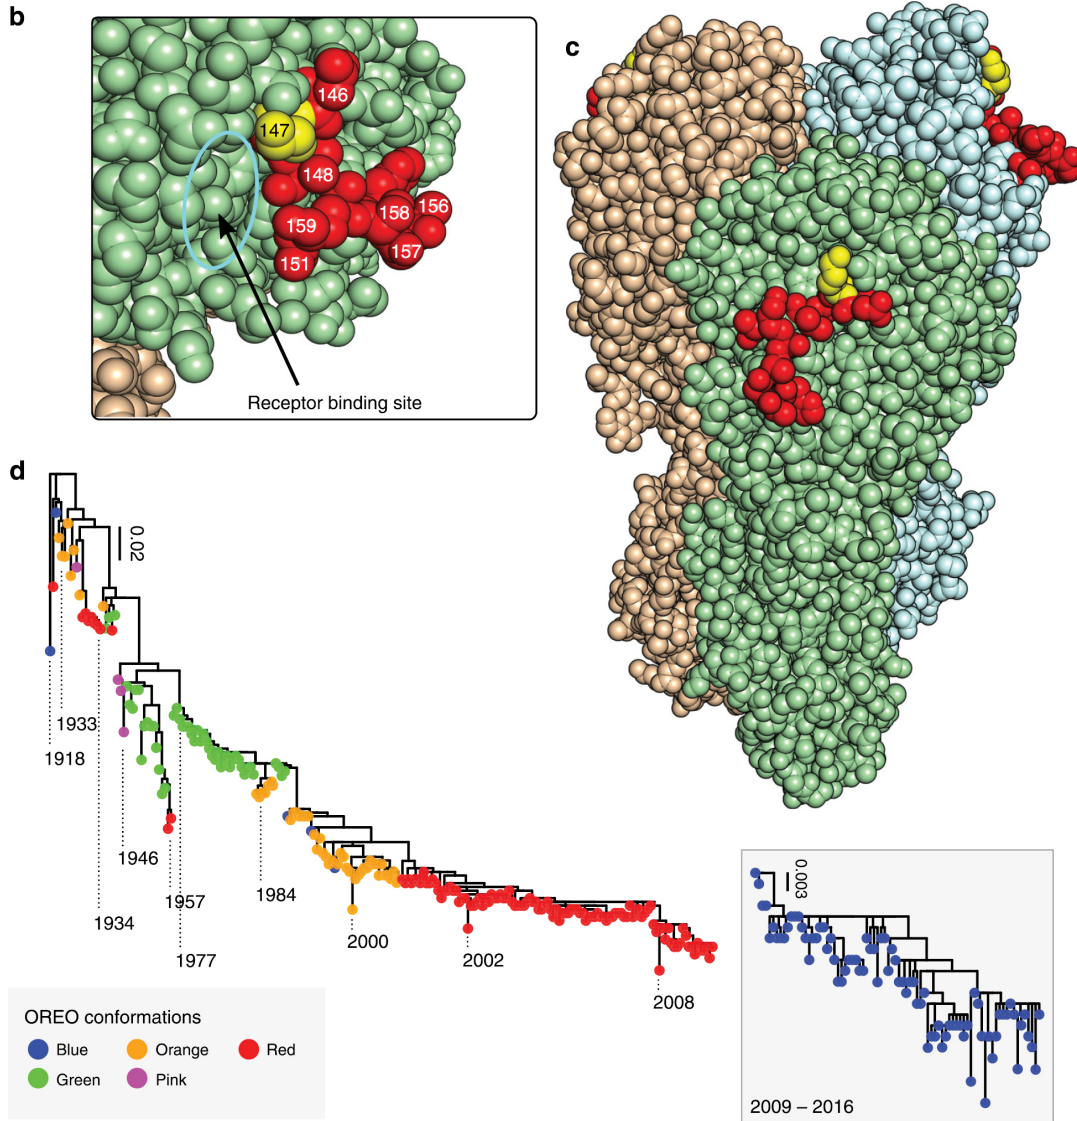 b
146
147
148
159
158
156
151
157
Receptor binding site
c
d
0.02
1933
1918
1946
1957
1934
1977
1984
2000
2002
2008
OREO conformations
Blue
Orange
Red
Green
Pink
0.003
2009 – 2016